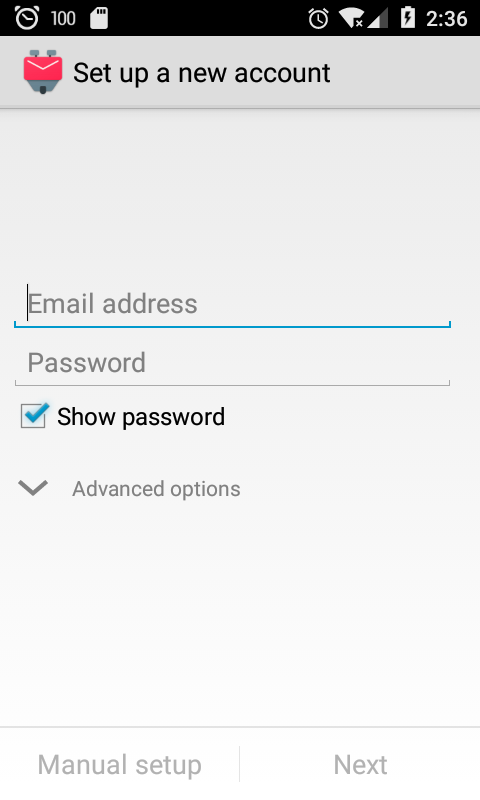 100 2:36
Set up a new account
Email address
Password
Show password
Advanced options
Manual setup Next